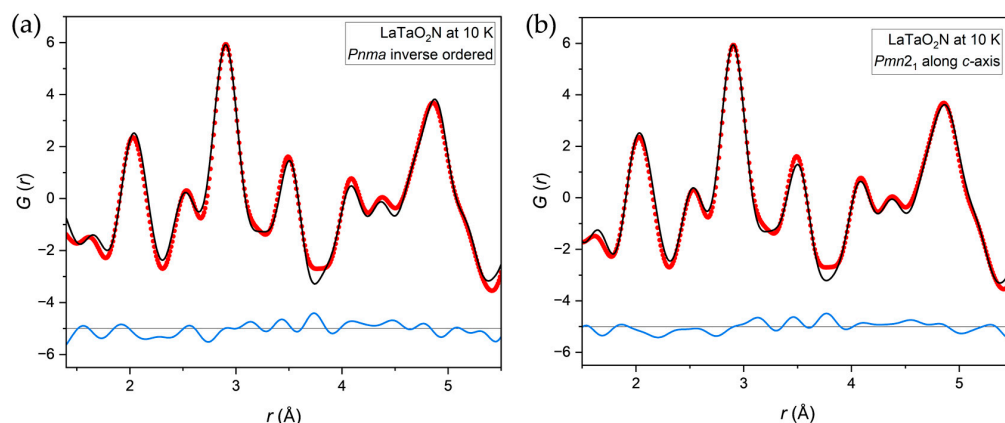 (a)
LaTaO₂N at 10 K
Pnma inverse ordered
G (r)
6
4
2
0
−2
−4
−6
2
3
4
5
r (Å)
(b)
LaTaO₂N at 10 K
Pmn2₁ along c-axis
G (r)
6
4
2
0
−2
−4
−6
2
3
4
5
r (Å)